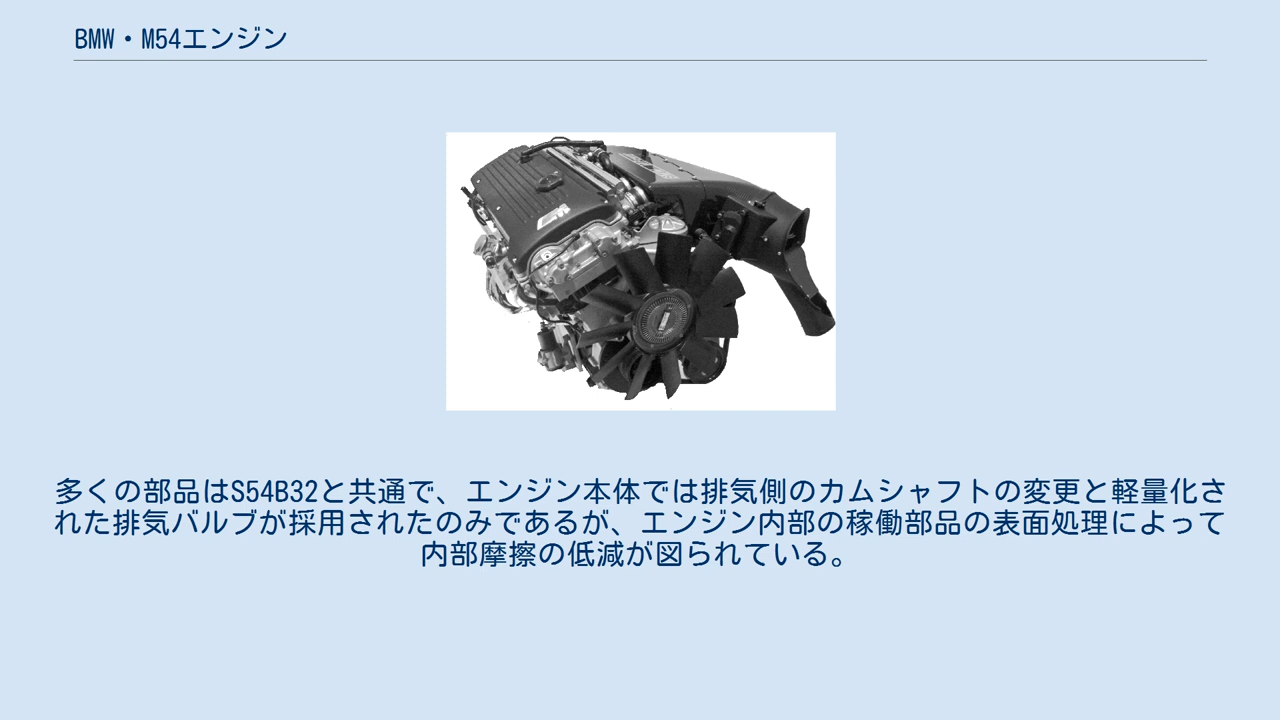 BMW・M54エンジン
多くの部品はS54B32と共通で、エンジン本体では排気側のカムシャフトの変更と軽量化さ
れた排気バルブが採用されたのみであるが、エンジン内部の稼働部品の表面処理によって
内部摩擦の低減が図られている。